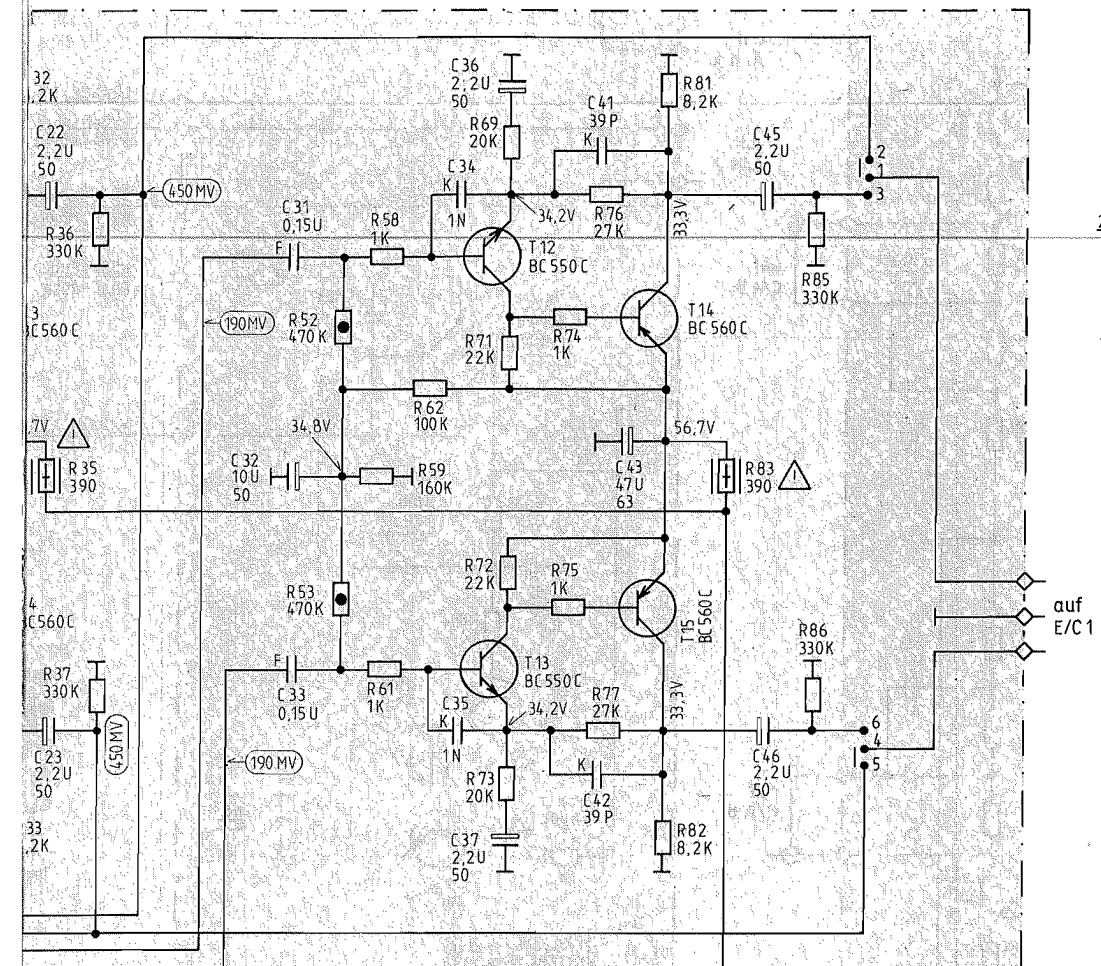 32
,2K
C22
2,2U
50
R36
330K
450MV
C31
0,15U
F
R58
1K
K
C34
1N
C36
2,2U
50
R69
20K
C41
39P
K
R81
8,2K
C45
2,2U
50
2
1
3
34,2V
R76
27K
33,3V
T12
BC550C
R85
330K
3
BC560C
R52
470K
190MV
R71
22K
R74
1K
T14
BC560C
R62
100K
,7V
R35
390
34,8V
C32
10U
50
R59
160K
C43
47U
63
56,7V
R83
390
R72
22K
R75
1K
R53
470K
T15
BC560C
4
C560C
auf
E/C1
R86
330K
R37
330K
F
C33
0,15U
R61
1K
T13
BC550C
C35
K
1N
34,2V
R77
27K
33,3V
6
4
5
C23
2,2U
50
450MV
190MV
R73
20K
K
C42
39P
C46
2,2U
50
33
,2K
C37
2,2U
50
R82
8,2K